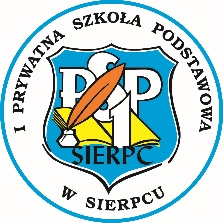 I PRYWATNA SZKOŁA PODSTAWOWA
PSP
1
SIERPC
W SIERPCU